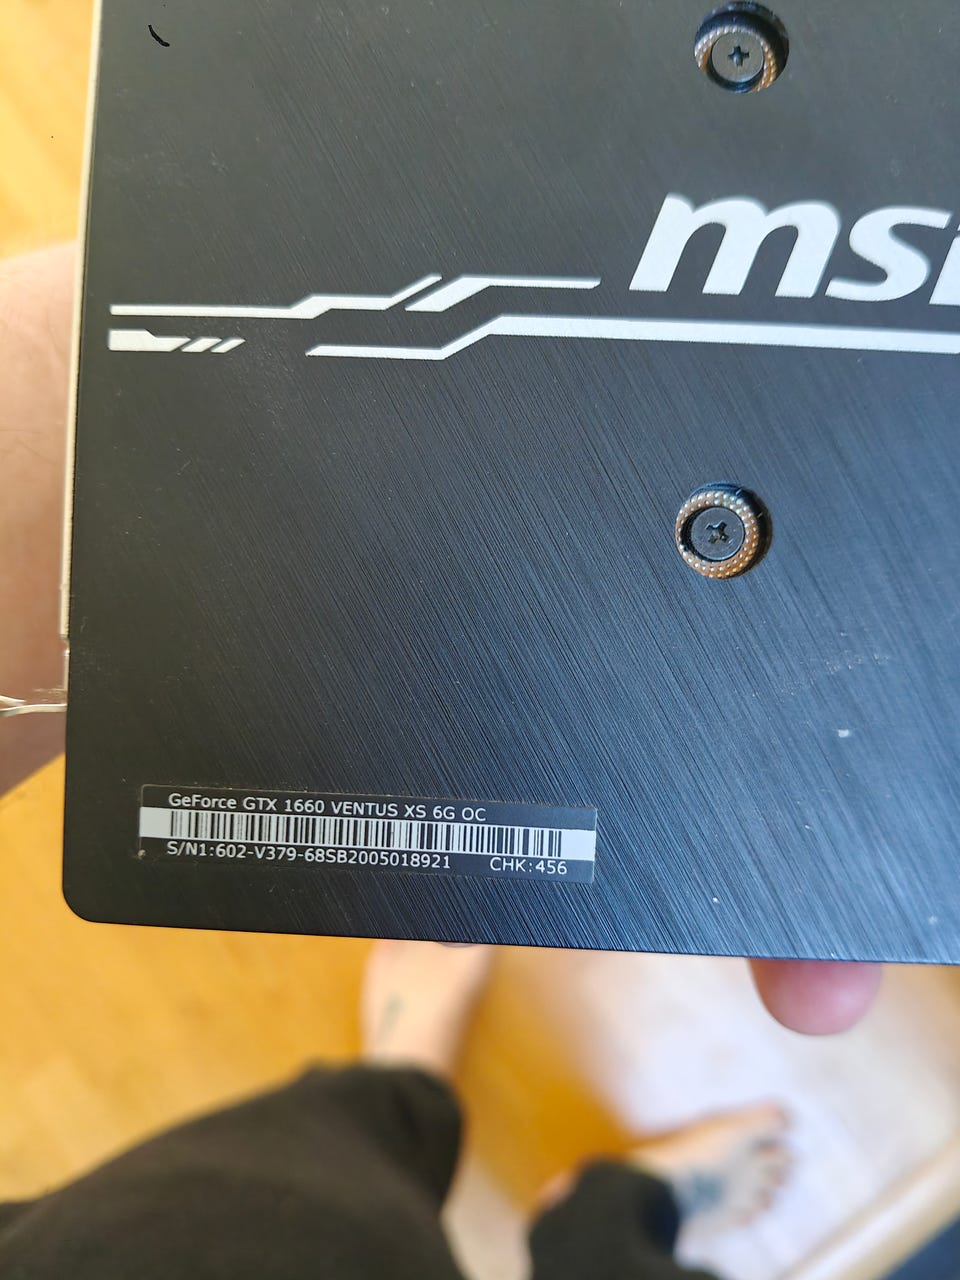 msi
GeForce GTX 1660 VENTUS XS 6G OC
S/N1:602-V379-68SB2005018921 CHK:456